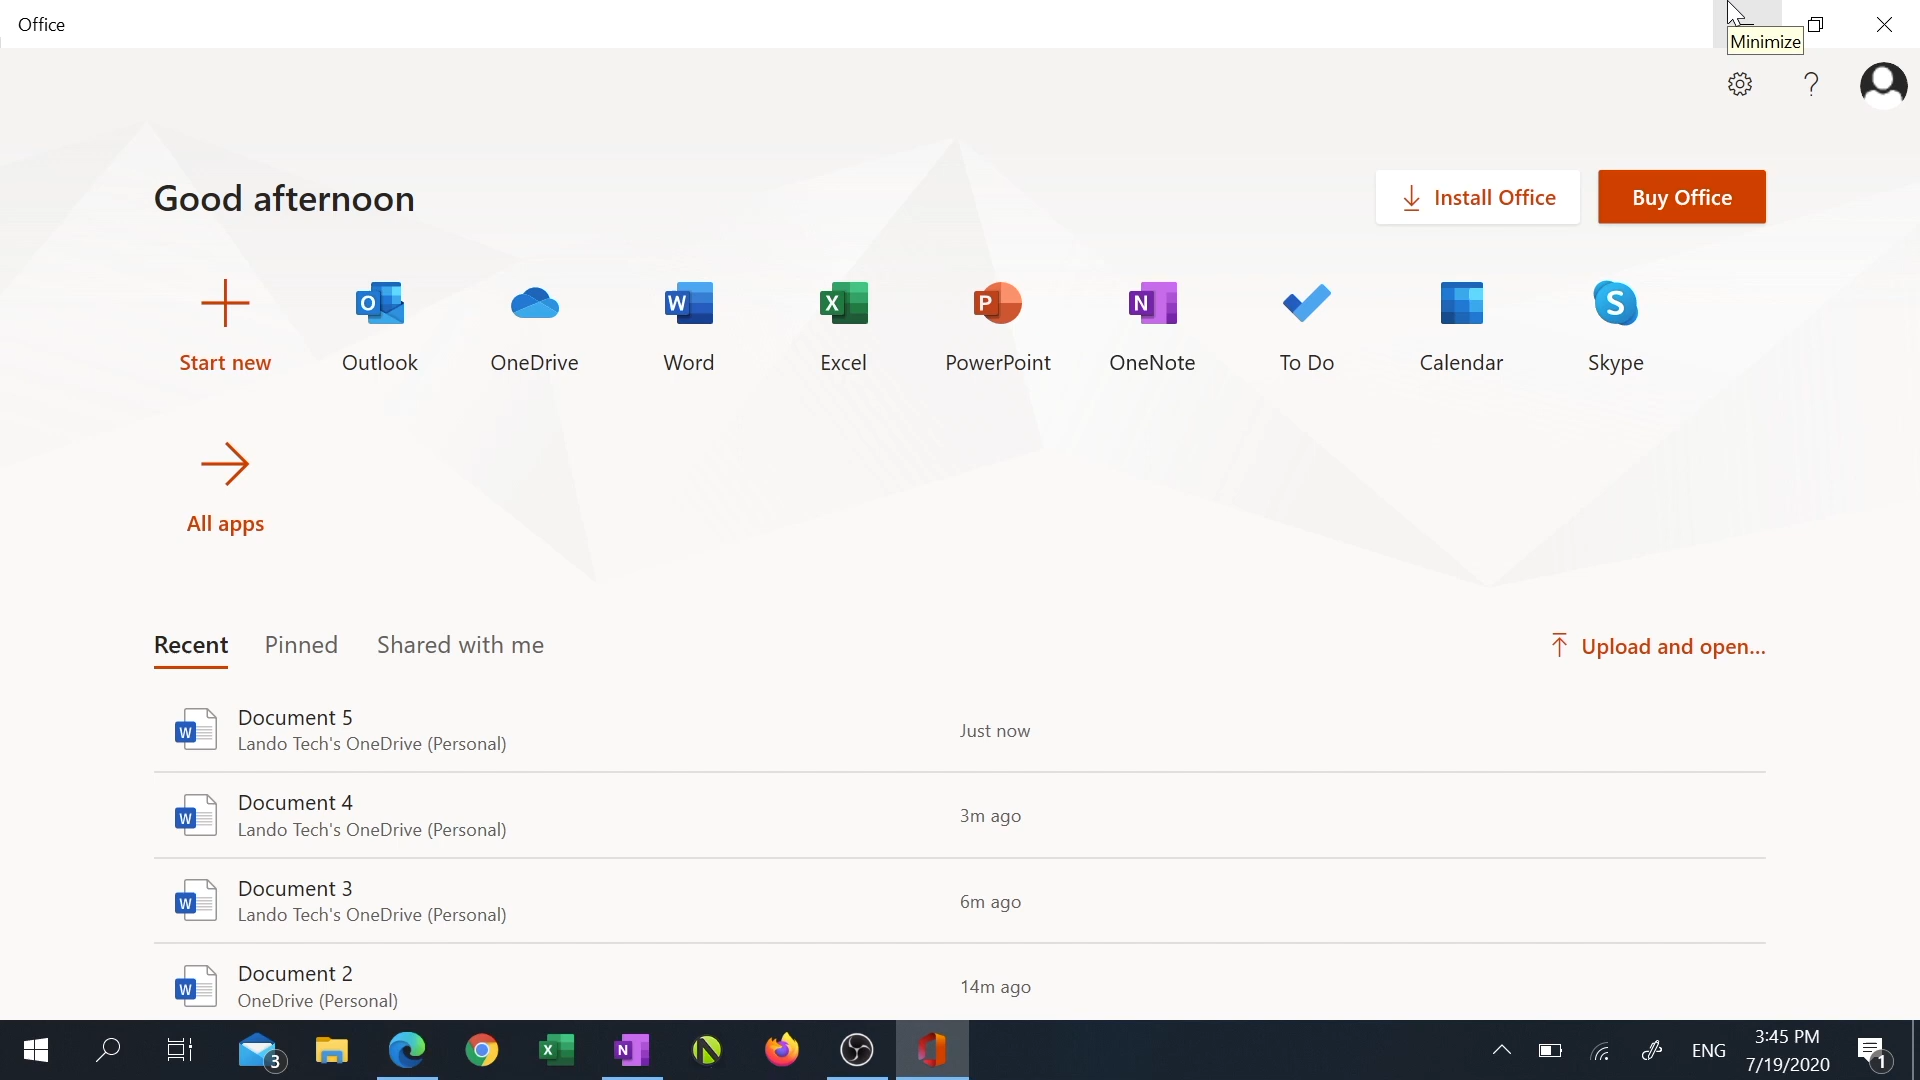 Office
Minimize
?
Good afternoon
Install Office
Buy Office
Start new
Outlook
OneDrive
Word
Excel
PowerPoint
OneNote
To Do
Calendar
Skype
All apps
Recent
Pinned
Shared with me
Upload and open...
Document 5
Lando Tech's OneDrive (Personal)
Just now
Document 4
Lando Tech's OneDrive (Personal)
3m ago
Document 3
Lando Tech's OneDrive (Personal)
6m ago
Document 2
OneDrive (Personal)
14m ago
3
ENG
3:45 PM
7/19/2020
1